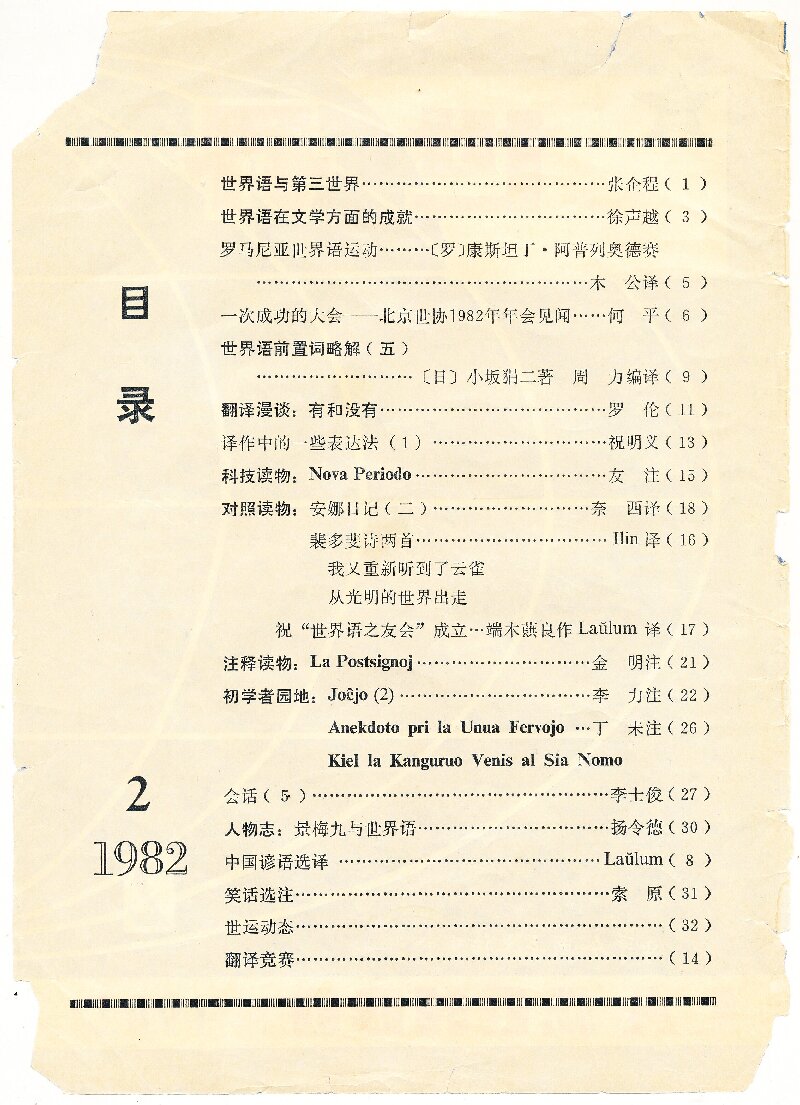 目
录
2
1982
世界语与第三世界……………………………………张企程( 1 )
世界语在文学方面的成就……………………………徐声越( 3 )
罗马尼亚世界语运动………〔罗〕康斯坦丁·阿普列奥德赛
……………………………………………………木 公译( 5 )
一次成功的大会——北京世协1982年年会见闻……何 平( 6 )
世界语前置词略解(五)
………………………〔日〕小坂狷二著 周 力编译( 9 )
翻译漫谈：有和没有…………………………………罗 伦(11)
译作中的一些表达法(1)……………………………祝明义(13)
科技读物：Nova Periodo……………………………友 注(15)
对照读物：安娜日记(二)…………………………奈 西译(18)
裴多斐诗两首……………………………Ilin 译(16)
我又重新听到了云雀
从光明的世界出走
祝“世界语之友会”成立…端木蕻良作 Laŭlum 译(17)
注释读物：La Postsignoj…………………………金 明注(21)
初学者园地：Joĉjo (2)……………………………李 力注(22)
Anekdoto pri la Unua Fervojo …丁 未注(26)
Kiel la Kanguruo Venis al Sia Nomo
会话( 5 )……………………………………………李士俊(27)
人物志：景梅九与世界语……………………………扬令德(30)
中国谚语选译 ………………………………………Laŭlum( 8 )
笑话选注………………………………………………索 原(31)
世运动态………………………………………………………(32)
翻译竞赛………………………………………………………(14)